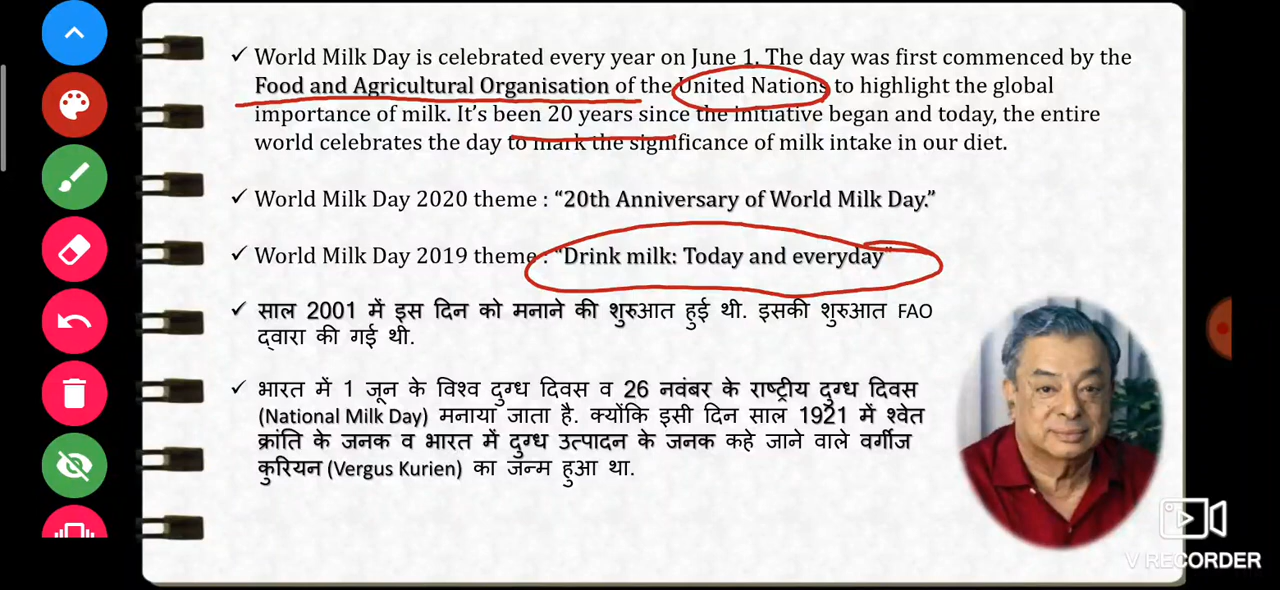 ✓ World Milk Day is celebrated every year on June 1. The day was first commenced by the
Food and Agricultural Organisation of the United Nations to highlight the global
importance of milk. It's been 20 years since the initiative began and today, the entire
world celebrates the day to mark the significance of milk intake in our diet.
✓ World Milk Day 2020 theme : “20th Anniversary of World Milk Day.”
✓ World Milk Day 2019 theme : “Drink milk: Today and everyday”
✓ साल 2001 में इस दिन को मनाने की शुरुआत हुई थी. इसकी शुरुआत FAO
द्वारा की गई थी.
✓ भारत में 1 जून के विश्व दुग्ध दिवस व 26 नवंबर के राष्ट्रीय दुग्ध दिवस
(National Milk Day) मनाया जाता है. क्योंकि इसी दिन साल 1921 में श्वेत
क्रांति के जनक व भारत में दुग्ध उत्पादन के जनक कहे जाने वाले वर्गीज
कुरियन (Vergus Kurien) का जन्म हुआ था.
V RECORDER